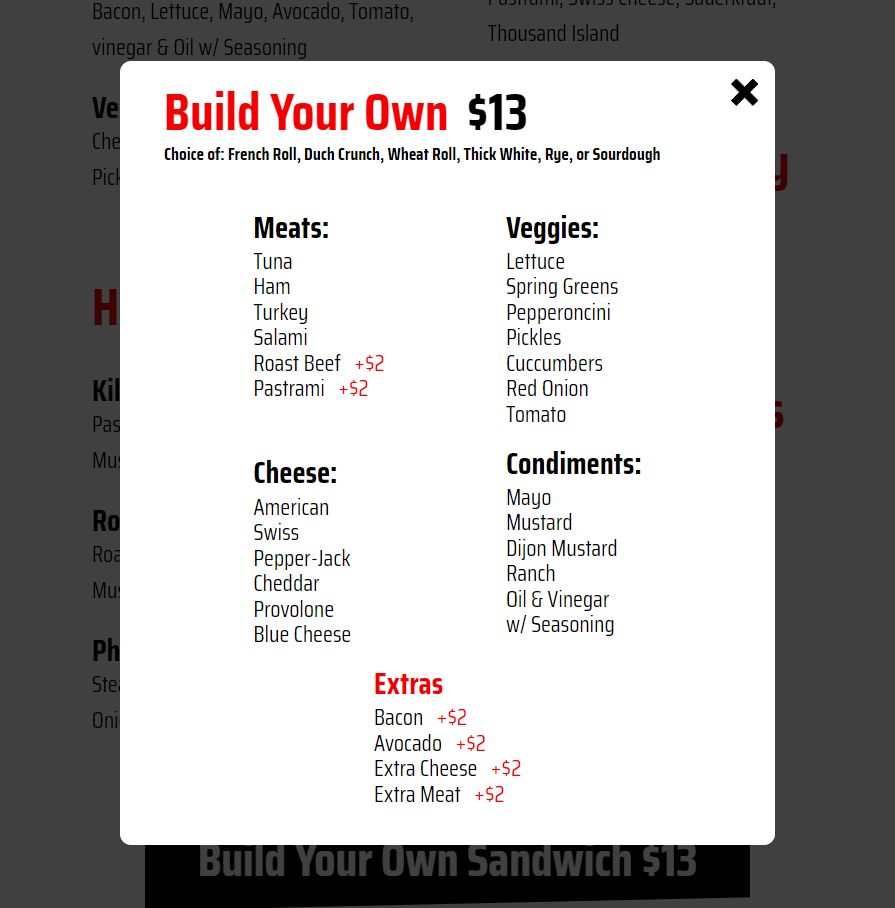 Bacon, Lettuce, Mayo, Avocado, Tomato,
vinegar & Oil w/ Seasoning
Thousand Island
Build Your Own $13
Choice of: French Roll, Duch Crunch, Wheat Roll, Thick White, Rye, or Sourdough
Meats:
Tuna
Ham
Turkey
Salami
Roast Beef +$2
Pastrami +$2
Cheese:
American
Swiss
Pepper-Jack
Cheddar
Provolone
Blue Cheese
Veggies:
Lettuce
Spring Greens
Pepperoncini
Pickles
Cuccumbers
Red Onion
Tomato
Condiments:
Mayo
Mustard
Dijon Mustard
Ranch
Oil & Vinegar
w/ Seasoning
Extras
Bacon +$2
Avocado +$2
Extra Cheese +$2
Extra Meat +$2
Build Your Own Sandwich $13